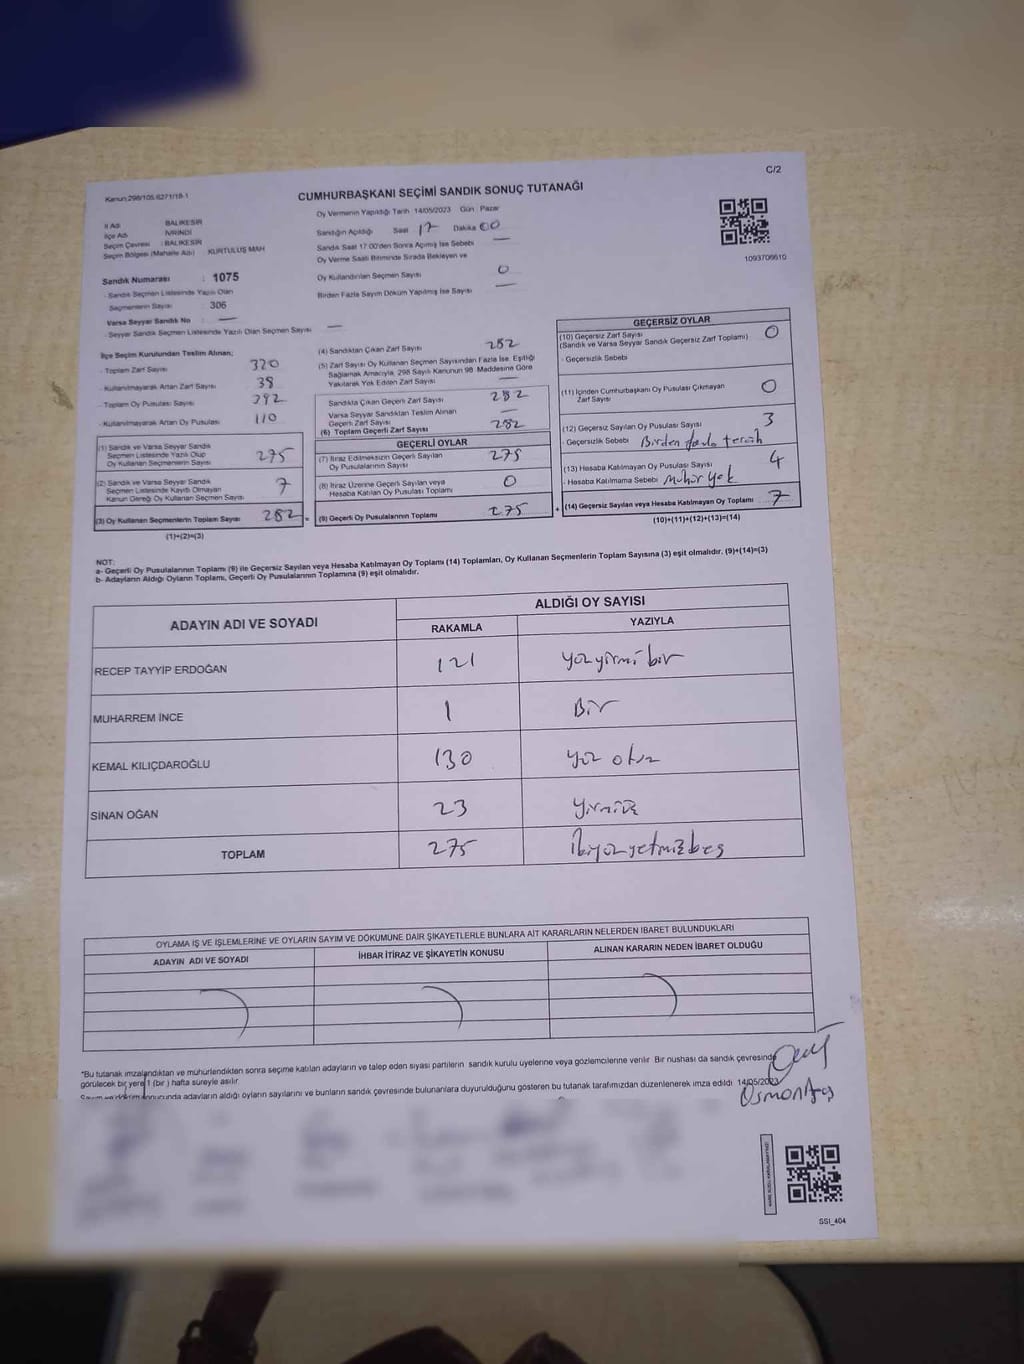 C/2
Kanun:298/105.6271/18-1
CUMHURBAŞKANI SEÇİMİ SANDIK SONUÇ TUTANAĞI
İl Adı : BALIKESİR
İlçe Adı : İVRİNDİ
Seçim Çevresi : BALIKESİR
Seçim Bölgesi (Mahalle Adı) : KURTULUŞ MAH
Sandık Numarası : 1075
- Sandık Seçmen Listesinde Yazılı Olan
Seçmenlerin Sayısı : 306
Varsa Seyyar Sandık No : —
- Seyyar Sandık Seçmen Listesinde Yazılı Olan Seçmen Sayısı —
Oy Vermenin Yapıldığı Tarih 14/05/2023 Gün : Pazar
Sandığın Açıldığı Saat 17 Dakika 00
Sandık Saat 17:00'den Sonra Açılmış İse Sebebi —
Oy Verme Saati Bitiminde Sırada Bekleyen ve
Oy Kullandırılan Seçmen Sayısı 0
Birden Fazla Sayım Döküm Yapılmış İse Sayısı —
1093706610
İlçe Seçim Kurulundan Teslim Alınan;
- Toplam Zarf Sayısı 320
- Kullanılmayarak Artan Zarf Sayısı 38
- Toplam Oy Pusulası Sayısı 392
- Kullanılmayarak Artan Oy Pusulası 110
(1) Sandık ve Varsa Seyyar Sandık
Seçmen Listesinde Yazılı Olup
Oy Kullanan Seçmenlerin Sayısı 275
(2) Sandık ve Varsa Seyyar Sandık
Seçmen Listesinde Kayıtlı Olmayan
Kanun Gereği Oy Kullanan Seçmen Sayısı 7
(3) Oy Kullanan Seçmenlerin Toplam Sayısı 282 =
(1)+(2)=(3)
(4) Sandıktan Çıkan Zarf Sayısı 282
(5) Zarf Sayısı Oy Kullanan Seçmen Sayısından Fazla İse, Eşitliği
Sağlamak Amacıyla, 298 Sayılı Kanunun 98. Maddesine Göre
Yakılarak Yok Edilen Zarf Sayısı —
Sandıkta Çıkan Geçerli Zarf Sayısı 282
Varsa Seyyar Sandıktan Teslim Alınan
Geçerli Zarf Sayısı —
(6) Toplam Geçerli Zarf Sayısı 282
GEÇERLİ OYLAR
(7) İtiraz Edilmeksizin Geçerli Sayılan
Oy Pusulalarının Sayısı 275
(8) İtiraz Üzerine Geçerli Sayılan veya
Hesaba Katılan Oy Pusulası Toplamı 0
(9) Geçerli Oy Pusulalarının Toplamı 275 +
GEÇERSİZ OYLAR
(10) Geçersiz Zarf Sayısı
(Sandık ve Varsa Seyyar Sandık Geçersiz Zarf Toplamı) 0
- Geçersizlik Sebebi
(11) İçinden Cumhurbaşkanı Oy Pusulası Çıkmayan
Zarf Sayısı 0
(12) Geçersiz Sayılan Oy Pusulası Sayısı 3
- Geçersizlik Sebebi Birden fazla tercih
(13) Hesaba Katılmayan Oy Pusulası Sayısı 4
- Hesaba Katılmama Sebebi Mühür yok
(14) Geçersiz Sayılan veya Hesaba Katılmayan Oy Toplamı 7
(10)+(11)+(12)+(13)=(14)
NOT:
a- Geçerli Oy Pusulalarının Toplamı (9) ile Geçersiz Sayılan veya Hesaba Katılmayan Oy Toplamı (14) Toplamları, Oy Kullanan Seçmenlerin Toplam Sayısına (3) eşit olmalıdır. (9)+(14)=(3)
b- Adayların Aldığı Oyların Toplamı, Geçerli Oy Pusulalarının Toplamına (9) eşit olmalıdır.
ADAYIN ADI VE SOYADI
ALDIĞI OY SAYISI
RAKAMLA YAZIYLA
RECEP TAYYİP ERDOĞAN 121 yüzyirmibir
MUHARREM İNCE 1 Bir
KEMAL KILIÇDAROĞLU 130 yüz otuz
SİNAN OĞAN 23 yirmiüç
TOPLAM 275 ikiyüzyetmişbeş
OYLAMA İŞ VE İŞLEMLERİNE VE OYLARIN SAYIM VE DÖKÜMÜNE DAİR ŞİKAYETLERLE BUNLARA AİT KARARLARIN NELERDEN İBARET BULUNDUKLARI
ADAYIN ADI VE SOYADI İHBAR İTİRAZ VE ŞİKAYETİN KONUSU ALINAN KARARIN NEDEN İBARET OLDUĞU
*Bu tutanak imzalandıktan ve mühürlendikten sonra seçime katılan adayların ve talep eden siyasi partilerin sandık kurulu üyelerine veya gözlemcilerine verilir. Bir nüshası da sandık çevresinde
görülecek bir yere 1 (bir) hafta süreyle asılır.
Sayım ve döküm sonucunda adayların aldığı oyların sayılarını ve bunların sandık çevresinde bulunanlara duyurulduğunu gösteren bu tutanak tarafımızdan düzenlenerek imza edildi. 14/05/2023
SSI_404